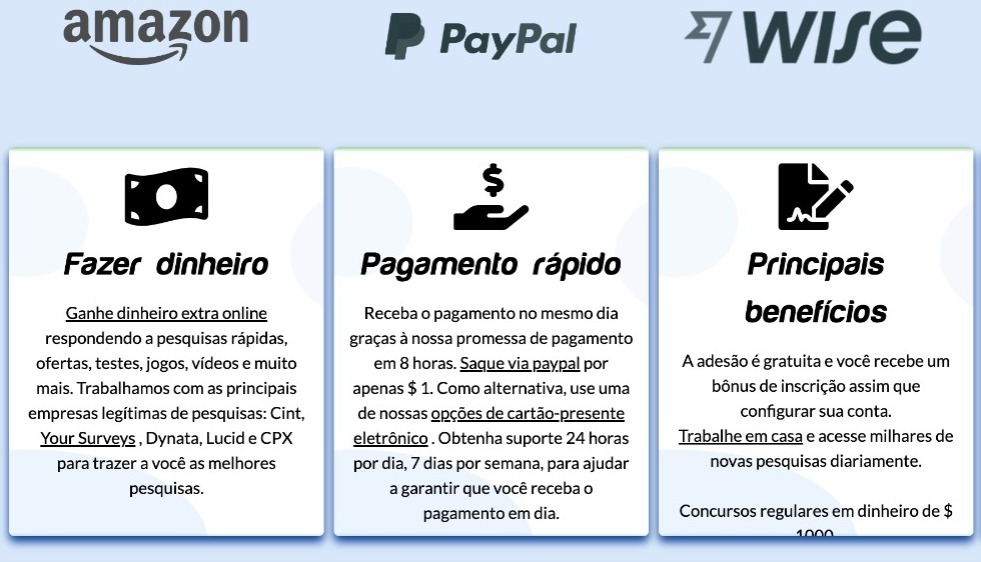 amazon
PayPal
WISe
Fazer dinheiro
Ganhe dinheiro extra online
respondendo a pesquisas rápidas,
ofertas, testes, jogos, vídeos e muito
mais. Trabalhamos com as principais
empresas legítimas de pesquisas: Cint,
Your Surveys , Dynata, Lucid e CPX
para trazer a você as melhores
pesquisas.
Pagamento rápido
Receba o pagamento no mesmo dia
graças à nossa promessa de pagamento
em 8 horas. Saque via paypal por
apenas $ 1. Como alternativa, use uma
de nossas opções de cartão-presente
eletrônico . Obtenha suporte 24 horas
por dia, 7 dias por semana, para ajudar
a garantir que você receba o
pagamento em dia.
Principais
benefícios
A adesão é gratuita e você recebe um
bônus de inscrição assim que
configurar sua conta.
Trabalhe em casa e acesse milhares de
novas pesquisas diariamente.
Concursos regulares em dinheiro de $
1000